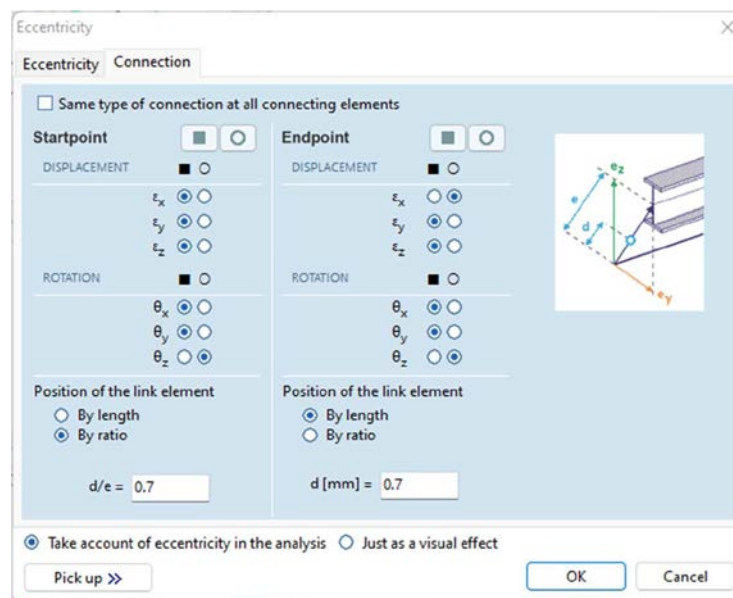 Eccentricity
Eccentricity Connection
Same type of connection at all connecting elements
Startpoint
DISPLACEMENT
εx
εy
εz
ROTATION
θx
θy
θz
Position of the link element
By length
By ratio
d/e = 0.7
Endpoint
DISPLACEMENT
εx
εy
εz
ROTATION
θx
θy
θz
Position of the link element
By length
By ratio
d [mm] = 0.7
ez
e
d
ey
Take account of eccentricity in the analysis Just as a visual effect
Pick up >>
OK Cancel